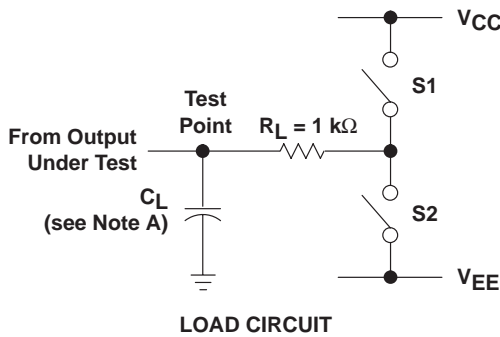 VCC
S1
Test
Point
RL = 1 kΩ
From Output
Under Test
CL
(see Note A)
S2
VEE
LOAD CIRCUIT